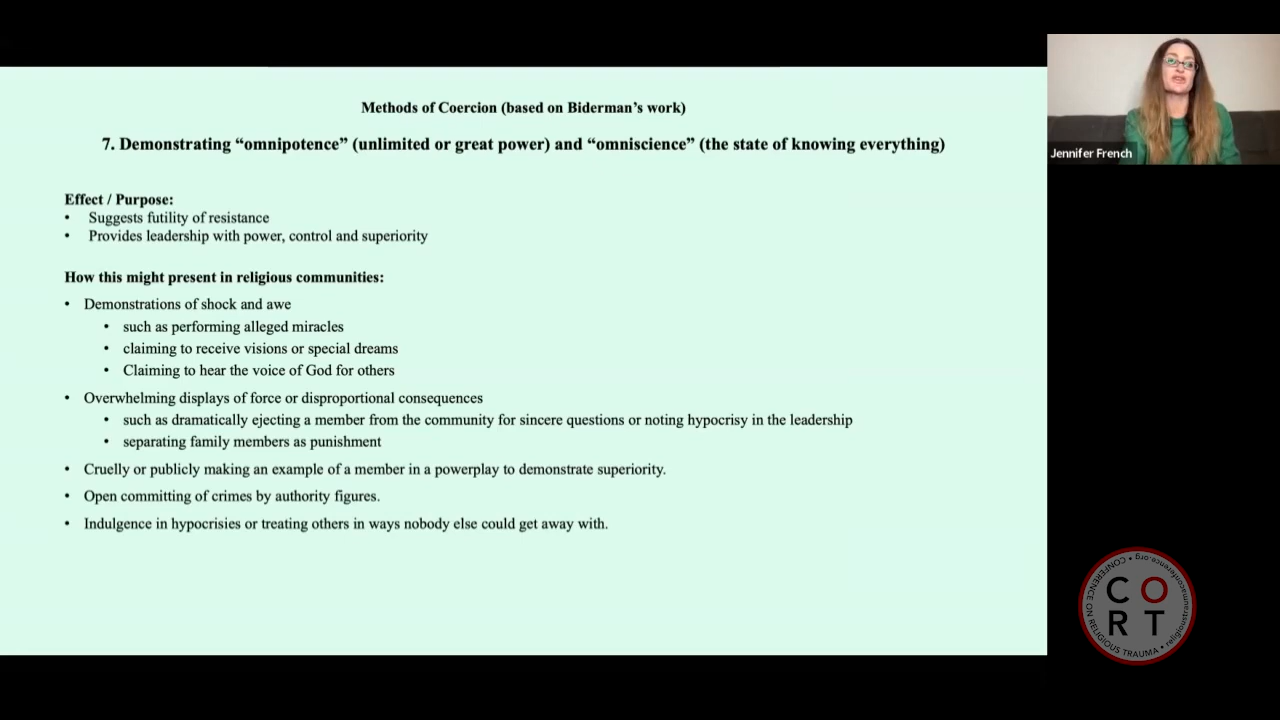 Methods of Coercion (based on Biderman’s work)
7. Demonstrating “omnipotence” (unlimited or great power) and “omniscience” (the state of knowing everything)
Effect / Purpose:
• Suggests futility of resistance
• Provides leadership with power, control and superiority
How this might present in religious communities:
• Demonstrations of shock and awe
• such as performing alleged miracles
• claiming to receive visions or special dreams
• Claiming to hear the voice of God for others
• Overwhelming displays of force or disproportional consequences
• such as dramatically ejecting a member from the community for sincere questions or noting hypocrisy in the leadership
• separating family members as punishment
• Cruelly or publicly making an example of a member in a powerplay to demonstrate superiority.
• Open committing of crimes by authority figures.
• Indulgence in hypocrisies or treating others in ways nobody else could get away with.
Jennifer French
CO
RT
CONFERENCE ON RELIGIOUS TRAUMA • religioustraumaconference.org •